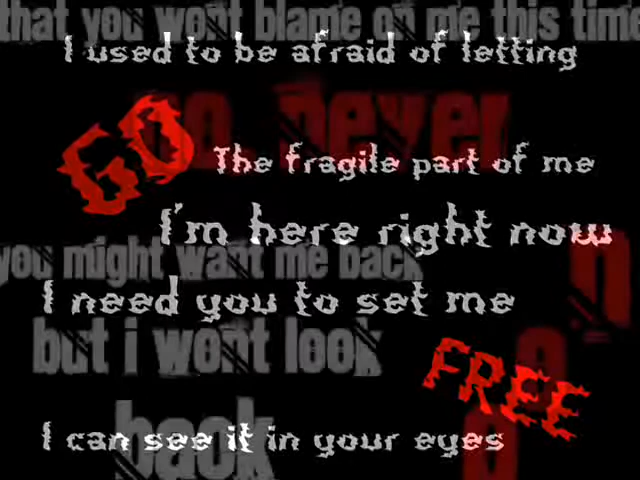 that you wont blame on me this time
I used to be afraid of letting
no, never
GO
The fragile part of me
I'm here right now
you might want me back
I need you to set me
but i wont look
FREE
back
I can see it in your eyes